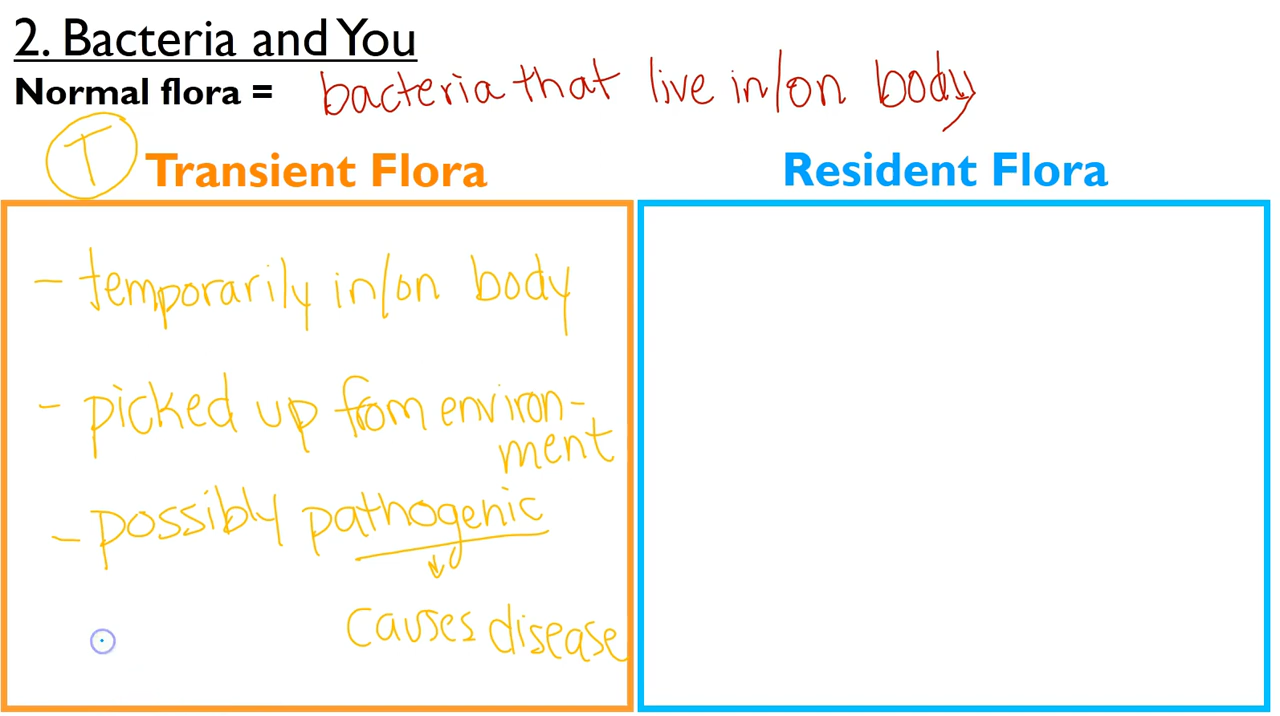 2. Bacteria and You
Normal flora = bacteria that live in/on body
T Transient Flora
- temporarily in/on body
- picked up from environ-
ment
- possibly pathogenic
causes disease
Resident Flora